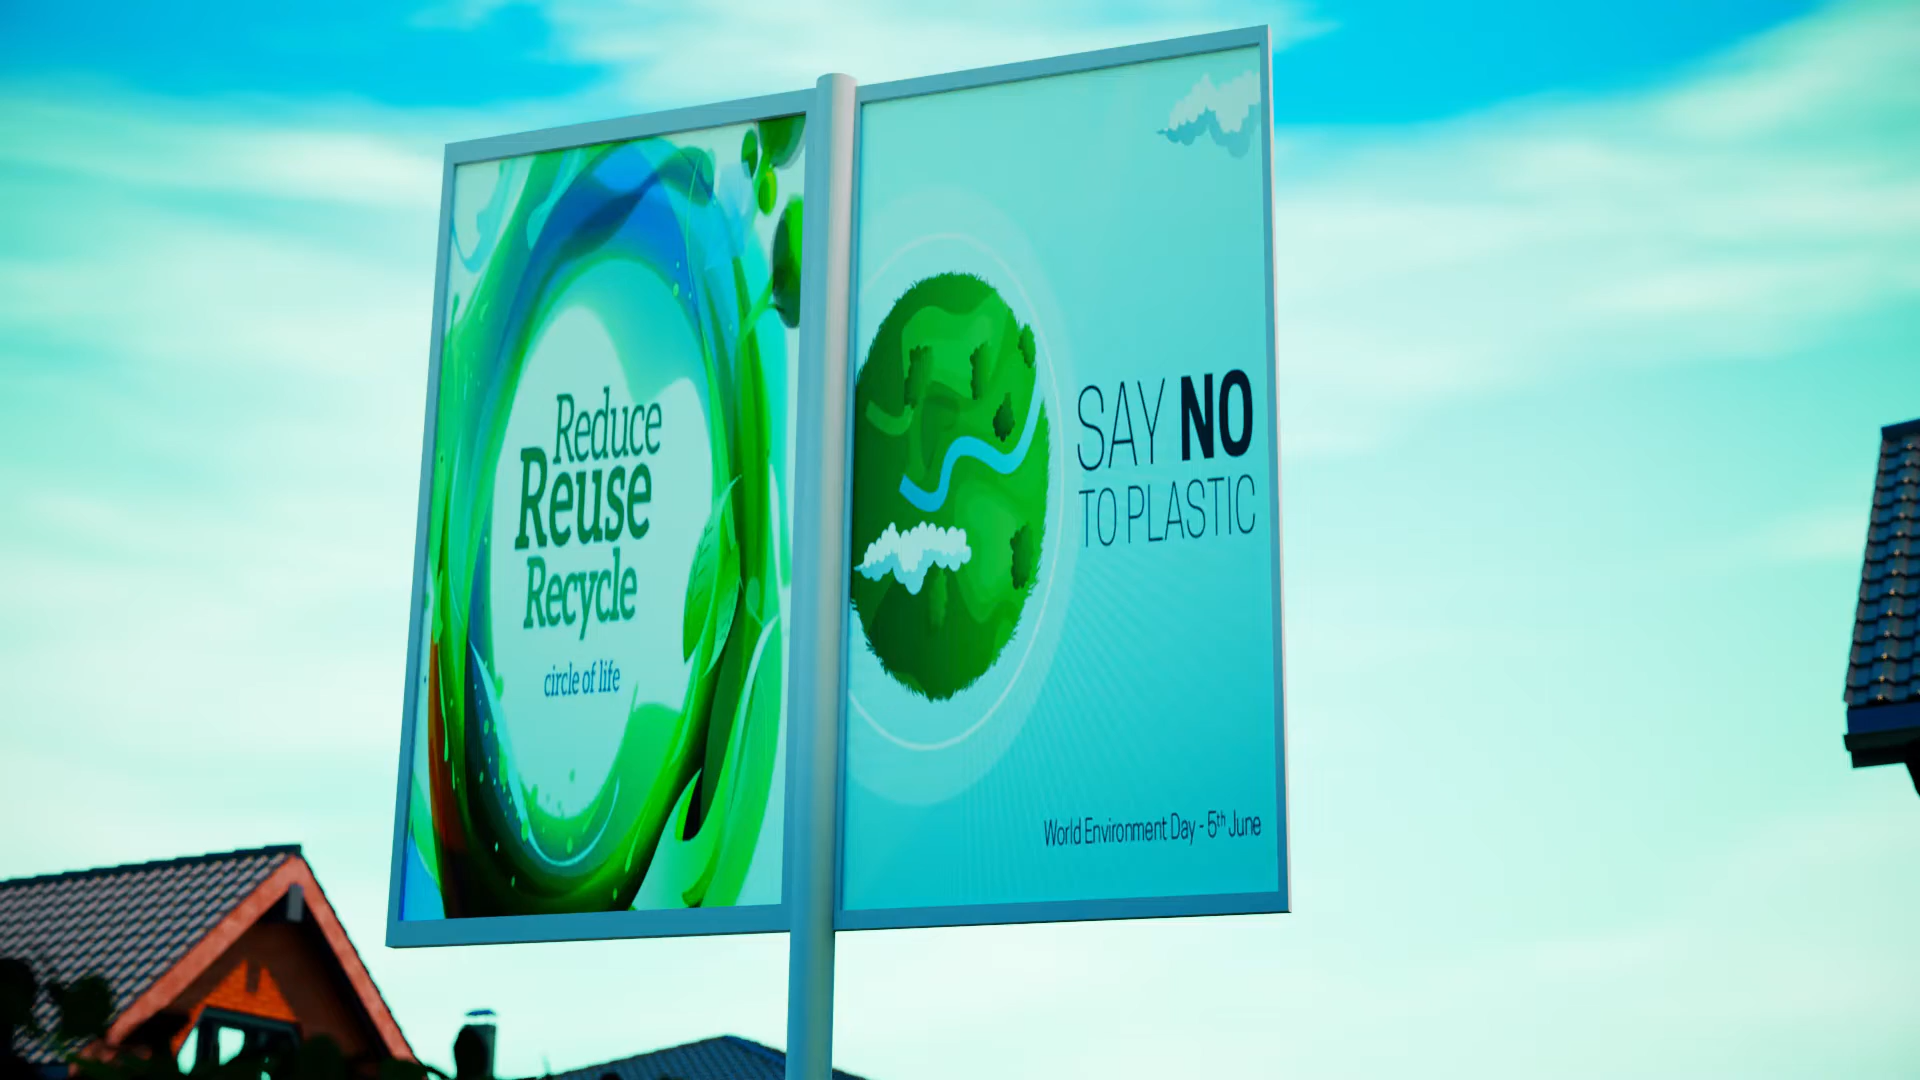 Reduce
Reuse
Recycle
circle of life
SAY NO
TO PLASTIC
World Environment Day - 5th June